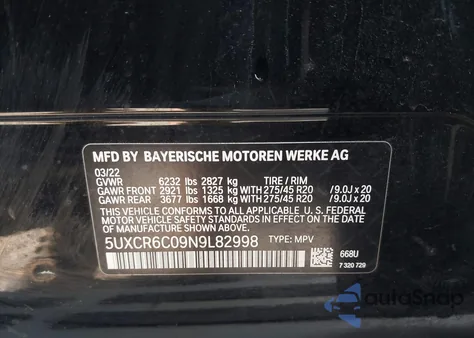 MFD BY BAYERISCHE MOTOREN WERKE AG
03/22
GVWR 6232 lbs 2827 kg TIRE / RIM
GAWR FRONT 2921 lbs 1325 kg WITH 275/45 R20 /9.0J x 20
GAWR REAR 3677 lbs 1668 kg WITH 275/45 R20 /9.0J x 20
THIS VEHICLE CONFORMS TO ALL APPLICABLE U. S. FEDERAL
MOTOR VEHICLE SAFETY STANDARDS IN EFFECT ON THE
DATE OF MANUFACTURE SHOWN ABOVE.
5UXCR6C09N9L82998 TYPE: MPV
668U
7 320 729
autoSnap